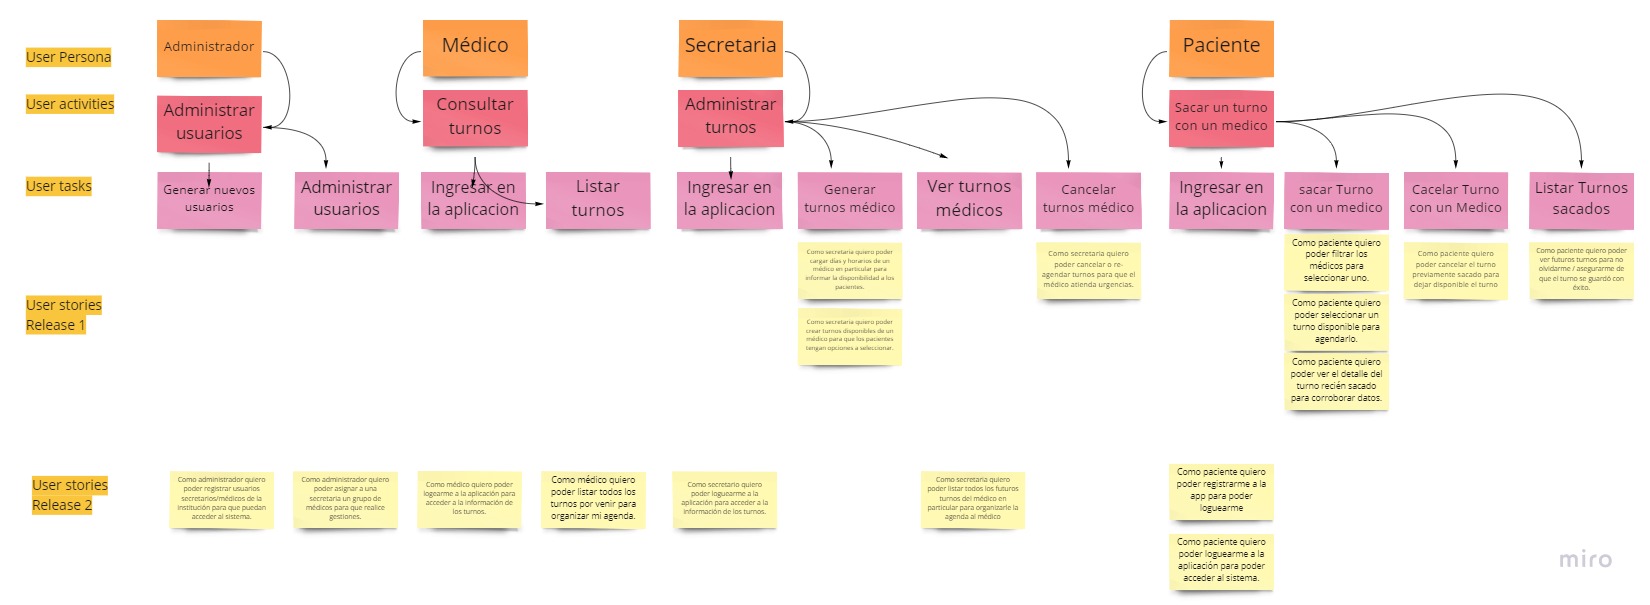 User Persona
Administrador
Médico
Secretaria
Paciente
User activities
Administrar
usuarios
Consultar
turnos
Administrar
turnos
Sacar un turno
con un medico
User tasks
Generar nuevos
usuarios
Administrar
usuarios
Ingresar en
la aplicacion
Listar
turnos
Ingresar en
la aplicacion
Generar
turnos médico
Ver turnos
médicos
Cancelar
turnos médico
Ingresar en
la aplicacion
sacar Turno
con un medico
Cacelar Turno
con un Medico
Listar Turnos
sacados
User stories
Release 1
Como secretaria quiero poder
cargar días y horarios de un
médico en particular para
informar la disponibilidad a los
pacientes.
Como secretaria quiero poder
crear turnos disponibles de un
médico para que los pacientes
tengan opciones a seleccionar.
Como secretaria quiero
poder cancelar o re-
agendar turnos para que el
médico atienda urgencias.
Como paciente quiero
poder filtrar los
médicos para
seleccionar uno.
Como paciente quiero
poder seleccionar un
turno disponible para
agendarlo.
Como paciente quiero
poder ver el detalle del
turno recién sacado
para corroborar datos.
Como paciente quiero
poder cancelar el turno
previamente sacado para
dejar disponible el turno
Como paciente quiero poder
ver futuros turnos para no
olvidarme / asegurarme de
que el turno se guardó con
éxito.
User stories
Release 2
Como administrador quiero
poder registrar usuarios
secretarios/médicos de la
institución para que puedan
acceder al sistema.
Como administrador quiero
poder asignar a una
secretaria un grupo de
médicos para que realice
gestiones.
Como médico quiero poder
logearme a la aplicación para
acceder a la información de
los turnos.
Como médico quiero
poder listar todos los
turnos por venir para
organizar mi agenda.
Como secretario quiero
poder loguearme a la
aplicación para acceder a la
información de los turnos.
Como secretaria quiero
poder listar todos los futuros
turnos del médico en
particular para organizarle la
agenda al médico
Como paciente quiero
poder registrarme a la
app para poder
loguearme
Como paciente quiero
poder loguearme a la
aplicación para poder
acceder al sistema.
miro